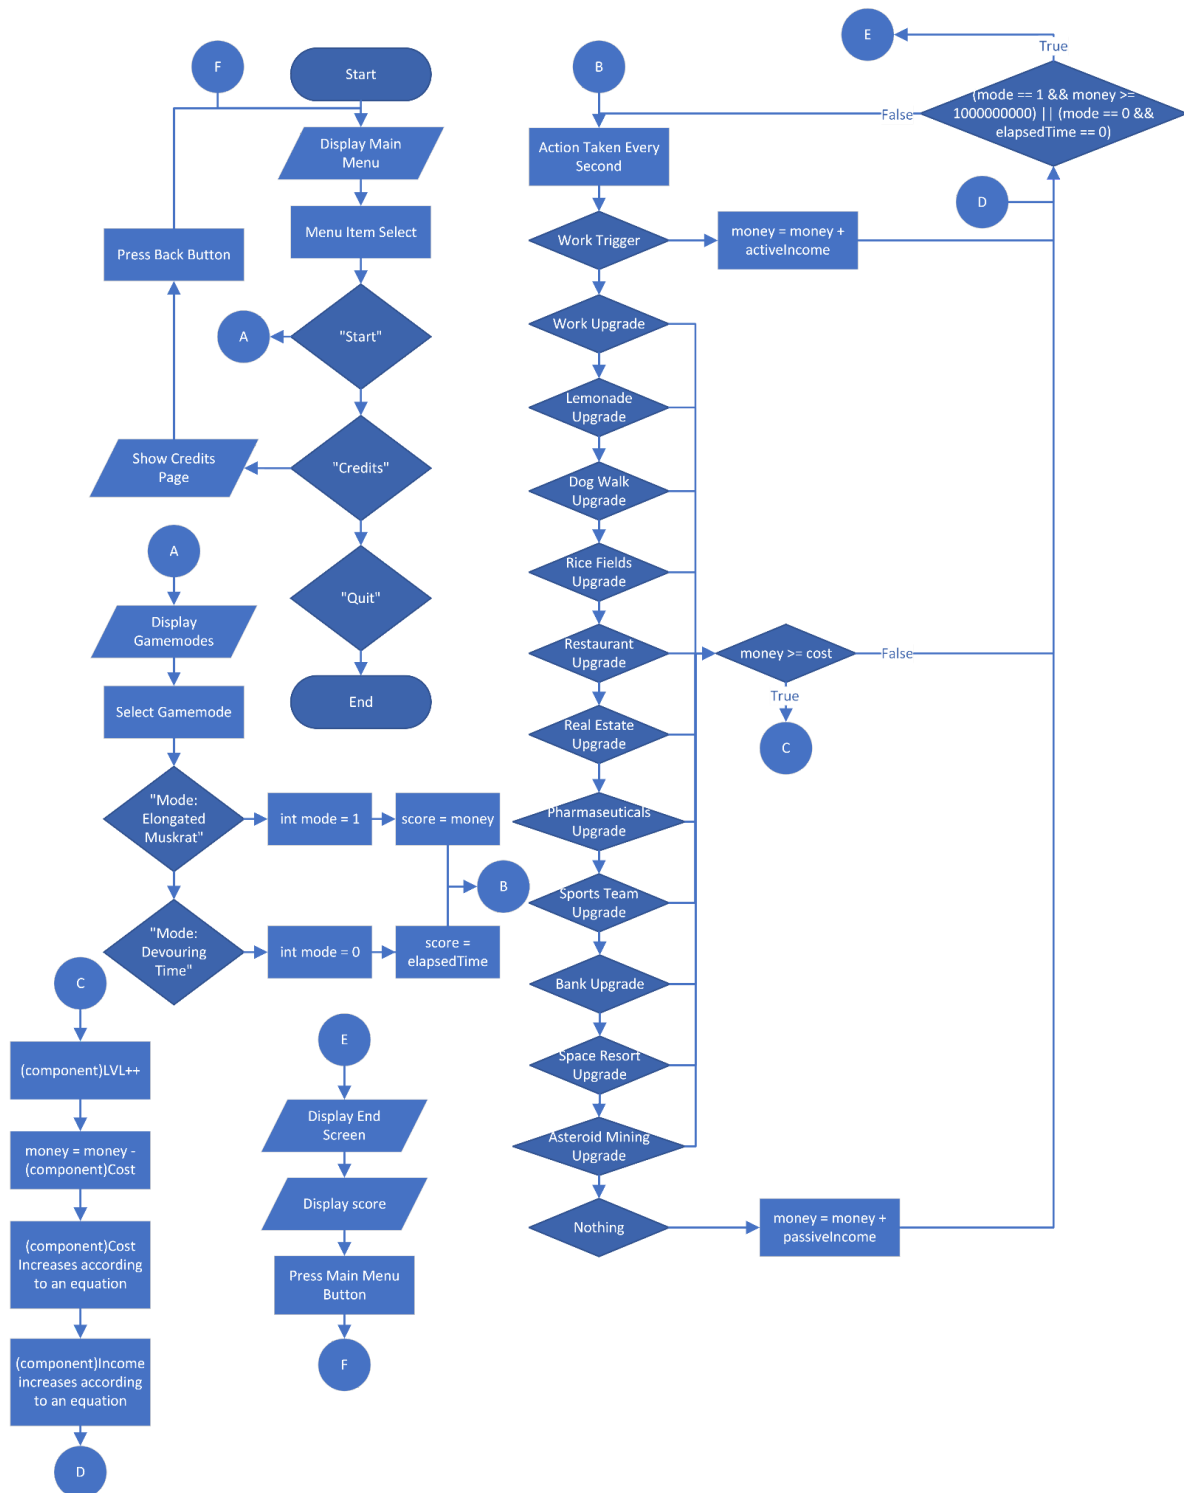 F
Start
Display Main
Menu
Menu Item Select
Press Back Button
"Start"
A
"Credits"
Show Credits
Page
"Quit"
End
A
Display
Gamemodes
Select Gamemode
"Mode:
Elongated
Muskrat"
int mode = 1
score = money
B
"Mode:
Devouring
Time"
int mode = 0
score =
elapsedTime
C
(component)LVL++
money = money -
(component)Cost
(component)Cost
Increases according
to an equation
(component)Income
increases according
to an equation
D
E
Display End
Screen
Display score
Press Main Menu
Button
F
B
Action Taken Every
Second
Work Trigger
money = money +
activeIncome
Work Upgrade
Lemonade
Upgrade
Dog Walk
Upgrade
Rice Fields
Upgrade
Restaurant
Upgrade
Real Estate
Upgrade
Pharmaseuticals
Upgrade
Sports Team
Upgrade
Bank Upgrade
Space Resort
Upgrade
Asteroid Mining
Upgrade
Nothing
money = money +
passiveIncome
money >= cost
False
True
C
E
True
(mode == 1 && money >=
1000000000) || (mode == 0 &&
elapsedTime == 0)
False
D